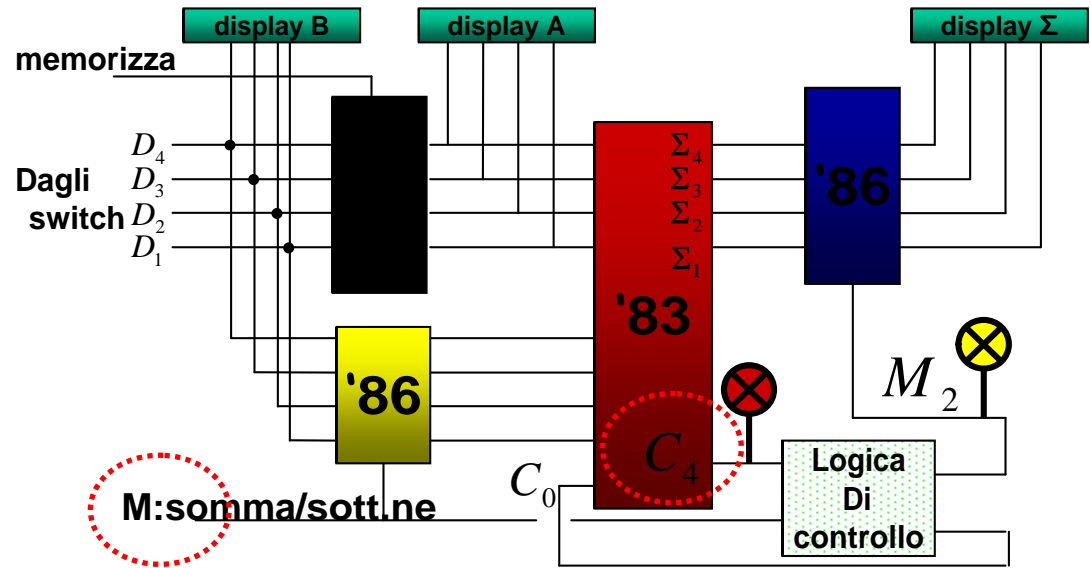 display B
display A
display Σ
memorizza
D4
D3
Dagli
switch
D2
D1
Σ4
Σ3
Σ2
Σ1
'86
'83
'86
M2
C4
C0
Logica
Di
controllo
M:somma/sott.ne